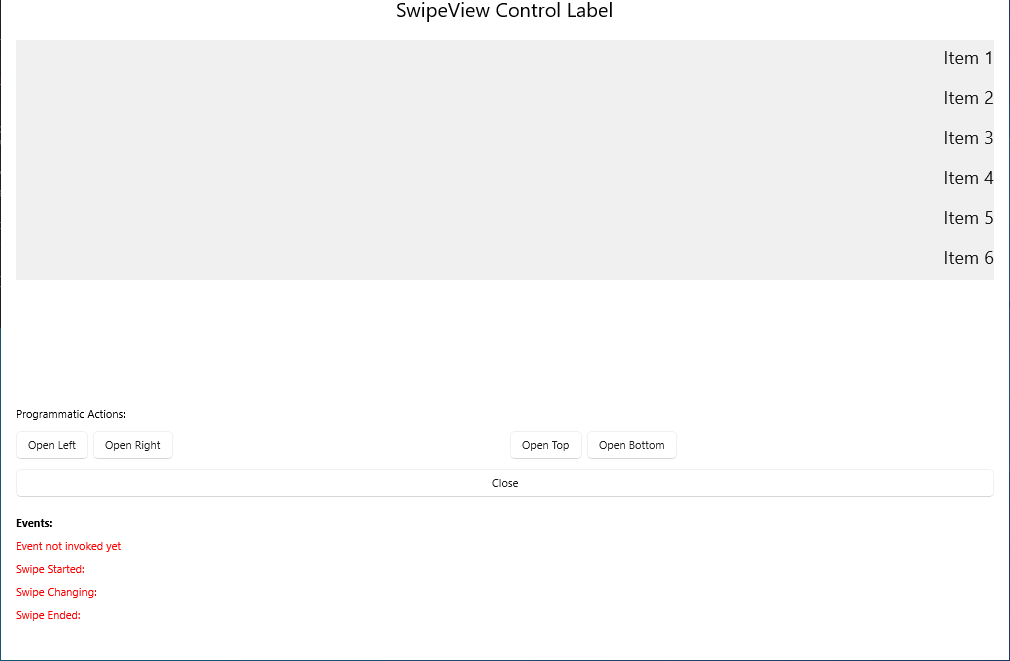 SwipeView Control Label
Item 1
Item 2
Item 3
Item 4
Item 5
Item 6
Programmatic Actions:
Open Left Open Right Open Top Open Bottom
Close
Events:
Event not invoked yet
Swipe Started:
Swipe Changing:
Swipe Ended: